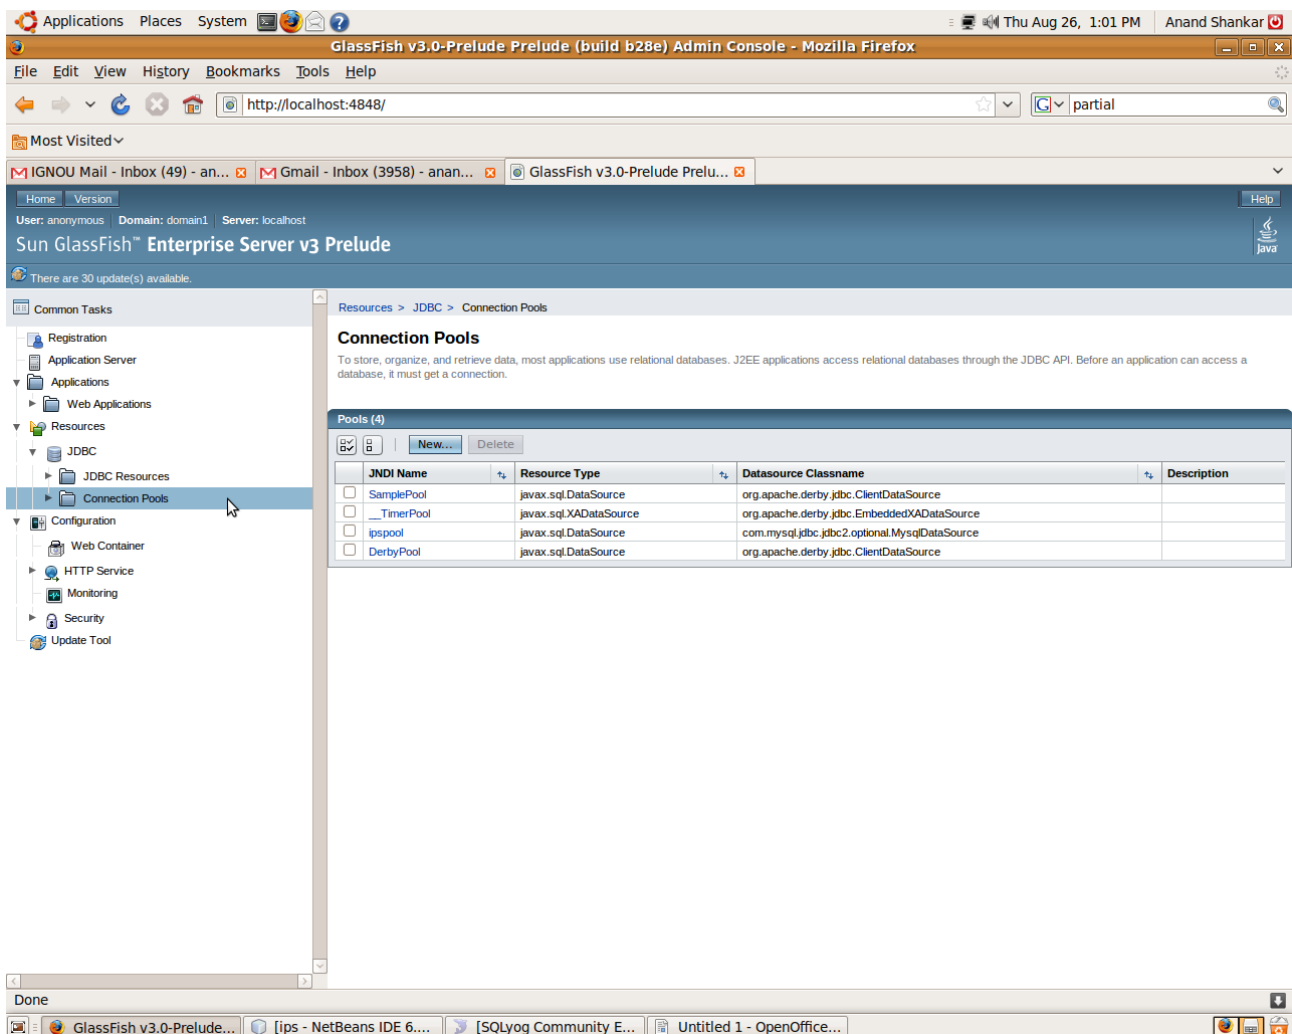 Applications Places System Thu Aug 26, 1:01 PM Anand Shankar
GlassFish v3.0-Prelude Prelude (build b28e) Admin Console - Mozilla Firefox
File Edit View History Bookmarks Tools Help
http://localhost:4848/ G partial
Most Visited
IGNOU Mail - Inbox (49) - an... Gmail - Inbox (3958) - anan... GlassFish v3.0-Prelude Prelu...
Home Version Help
User: anonymous Domain: domain1 Server: localhost
Sun GlassFish™ Enterprise Server v3 Prelude
Java
There are 30 update(s) available.
Common Tasks
Registration
Application Server
Applications
Web Applications
Resources
JDBC
JDBC Resources
Connection Pools
Configuration
Web Container
HTTP Service
Monitoring
Security
Update Tool
Resources > JDBC > Connection Pools
Connection Pools
To store, organize, and retrieve data, most applications use relational databases. J2EE applications access relational databases through the JDBC API. Before an application can access a
database, it must get a connection.
Pools (4)
New... Delete
JNDI Name Resource Type Datasource Classname Description
SamplePool javax.sql.DataSource org.apache.derby.jdbc.ClientDataSource
__TimerPool javax.sql.XADataSource org.apache.derby.jdbc.EmbeddedXADataSource
ipspool javax.sql.DataSource com.mysql.jdbc.jdbc2.optional.MysqlDataSource
DerbyPool javax.sql.DataSource org.apache.derby.jdbc.ClientDataSource
Done
GlassFish v3.0-Prelude... [ips - NetBeans IDE 6.... [SQLyog Community E... Untitled 1 - OpenOffice...